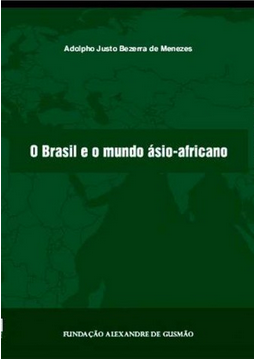 Adolpho Justo Bezerra de Menezes
O Brasil e o mundo ásio-africano
FUNDAÇÃO ALEXANDRE DE GUSMÃO